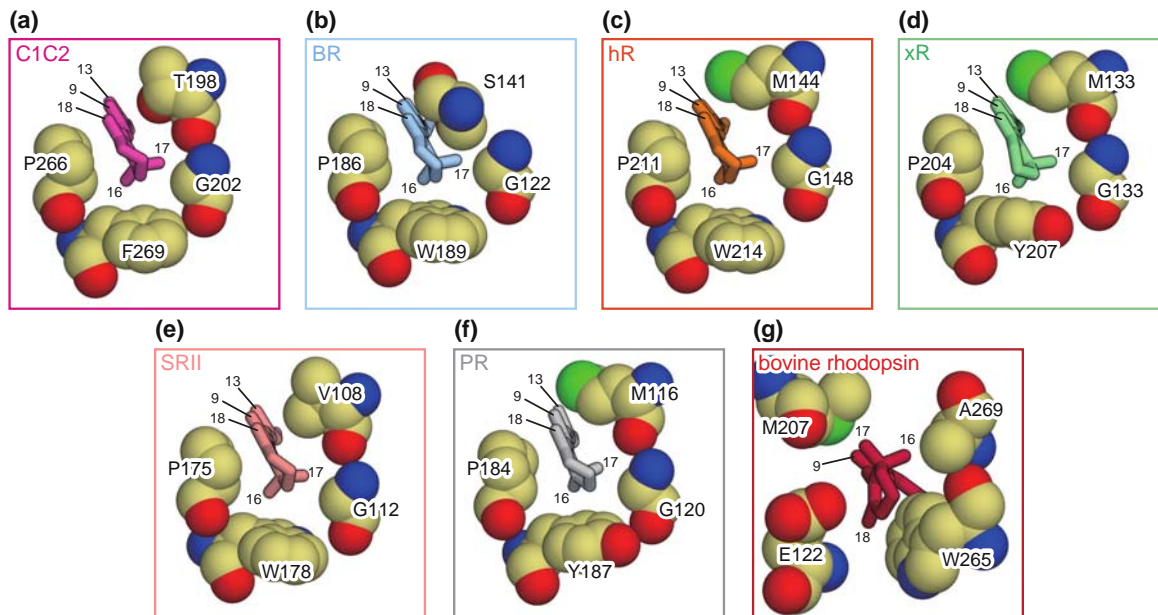 (a)
C1C2
13
9
18
T198
P266
17
G202
16
F269
(b)
BR
13
9
18
S141
P186
17
G122
16
W189
(c)
hR
13
9
18
M144
P211
17
G148
16
W214
(d)
xR
13
9
18
M133
P204
17
G133
16
Y207
(e)
SRII
13
9
18
V108
P175
17
G112
16
W178
(f)
PR
13
9
18
M116
P184
17
G120
16
Y187
(g)
bovine rhodopsin
A269
M207
17
16
9
18
E122
W265